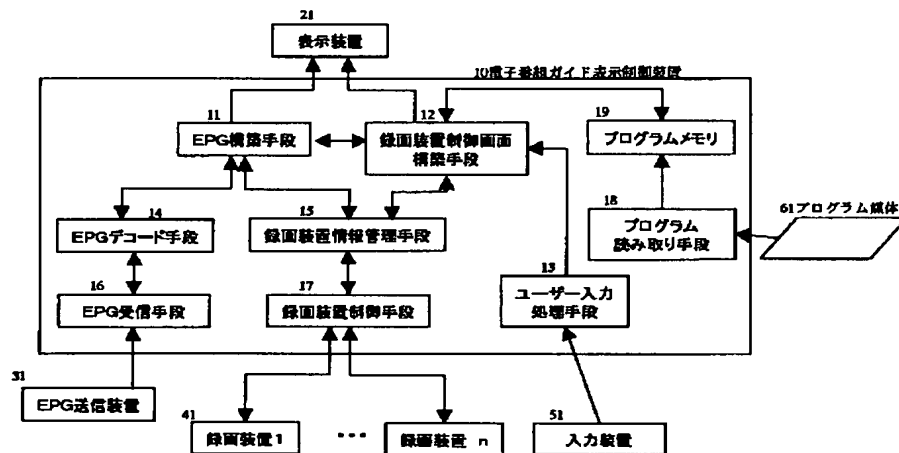 21
表示装置
10電子番組ガイド表示制御装置
11
EPG構築手段
12
録画装置制御画面
構築手段
19
プログラムメモリ
14
EPGデコード手段
15
録画装置情報管理手段
18
プログラム
読み取り手段
61プログラム媒体
16
EPG受信手段
17
録画装置制御手段
13
ユーザー入力
処理手段
31
EPG送信装置
41
録画装置1
…
録画装置 n
51
入力装置